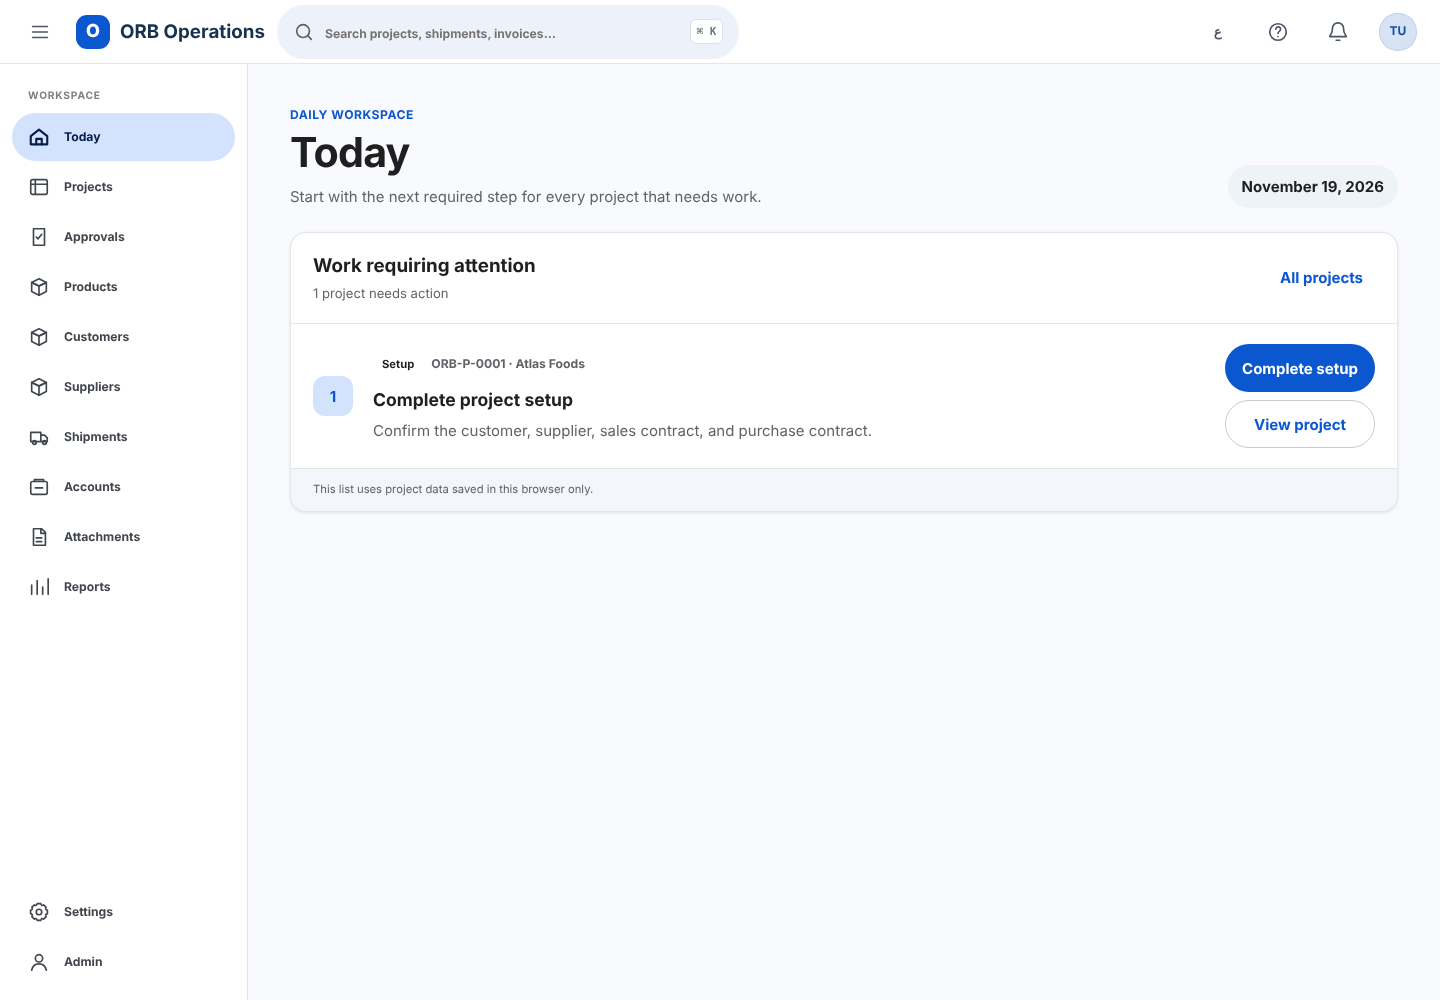 O ORB Operations
Search projects, shipments, invoices...
⌘ K
ع
TU
WORKSPACE
Today
Projects
Approvals
Products
Customers
Suppliers
Shipments
Accounts
Attachments
Reports
Settings
Admin
DAILY WORKSPACE
Today
Start with the next required step for every project that needs work.
November 19, 2026
Work requiring attention
1 project needs action
All projects
1
Setup ORB-P-0001 · Atlas Foods
Complete project setup
Confirm the customer, supplier, sales contract, and purchase contract.
Complete setup
View project
This list uses project data saved in this browser only.